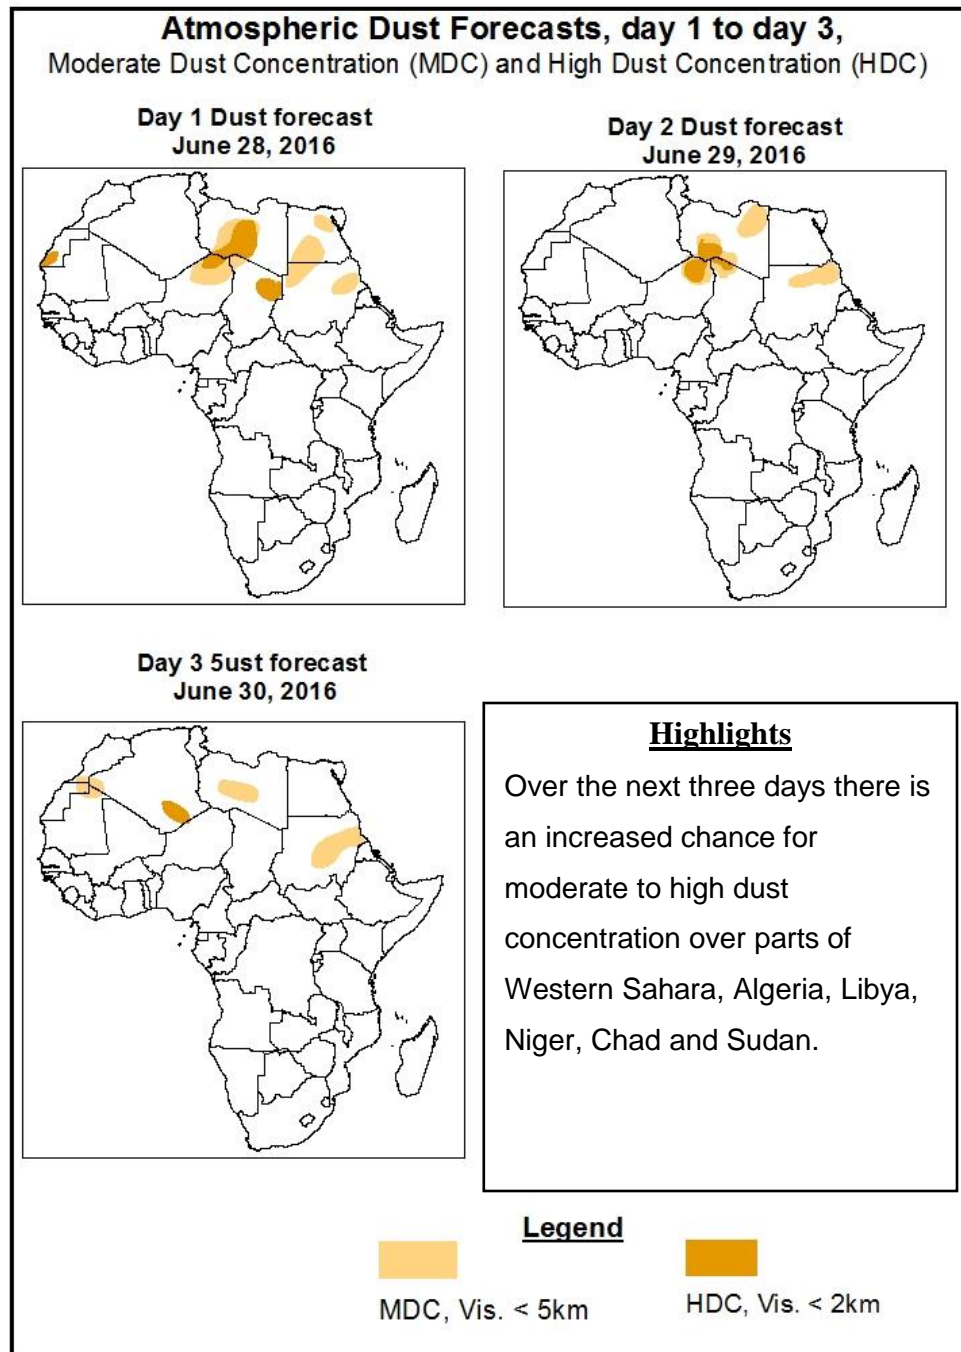 Atmospheric Dust Forecasts, day 1 to day 3,
Moderate Dust Concentration (MDC) and High Dust Concentration (HDC)
Day 1 Dust forecast
June 28, 2016
Day 2 Dust forecast
June 29, 2016
Day 3 5ust forecast
June 30, 2016
Highlights
Over the next three days there is
an increased chance for
moderate to high dust
concentration over parts of
Western Sahara, Algeria, Libya,
Niger, Chad and Sudan.
Legend
MDC, Vis. < 5km
HDC, Vis. < 2km